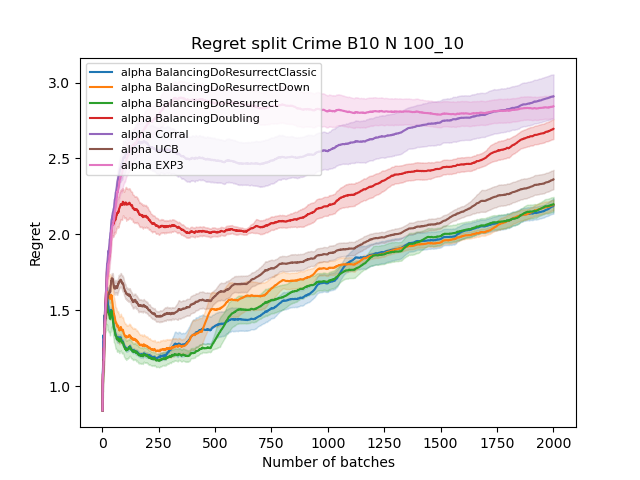 Regret split Crime B10 N 100_10
alpha BalancingDoResurrectClassic
alpha BalancingDoResurrectDown
alpha BalancingDoResurrect
alpha BalancingDoubling
alpha Corral
alpha UCB
alpha EXP3
Regret
3.0
2.5
2.0
1.5
1.0
0 250 500 750 1000 1250 1500 1750 2000
Number of batches